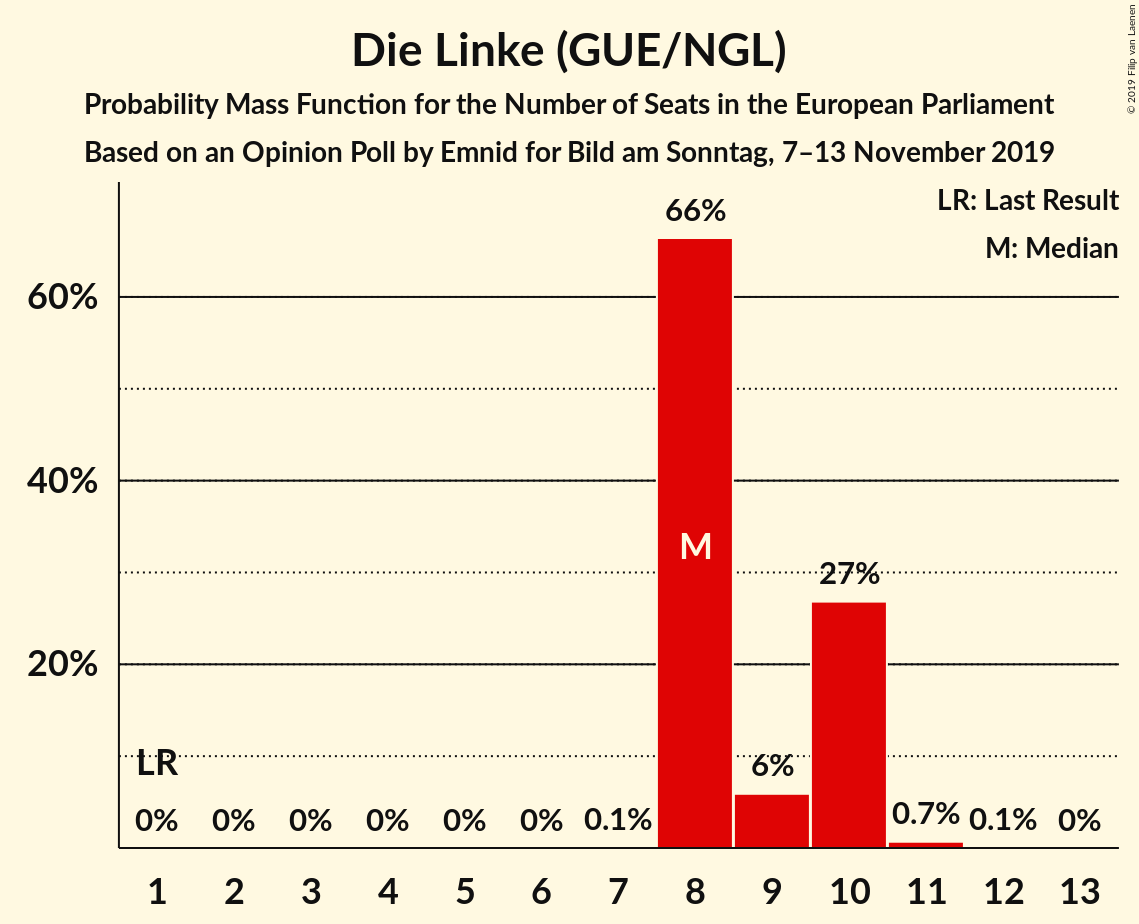 Die Linke (GUE/NGL)
Probability Mass Function for the Number of Seats in the European Parliament
Based on an Opinion Poll by Emnid for Bild am Sonntag, 7–13 November 2019
© 2019 Filip van Laenen
LR: Last Result
M: Median
60%
40%
20%
LR
M
0% 0% 0% 0% 0% 0% 0.1% 66% 6% 27% 0.7% 0.1% 0%
1 2 3 4 5 6 7 8 9 10 11 12 13